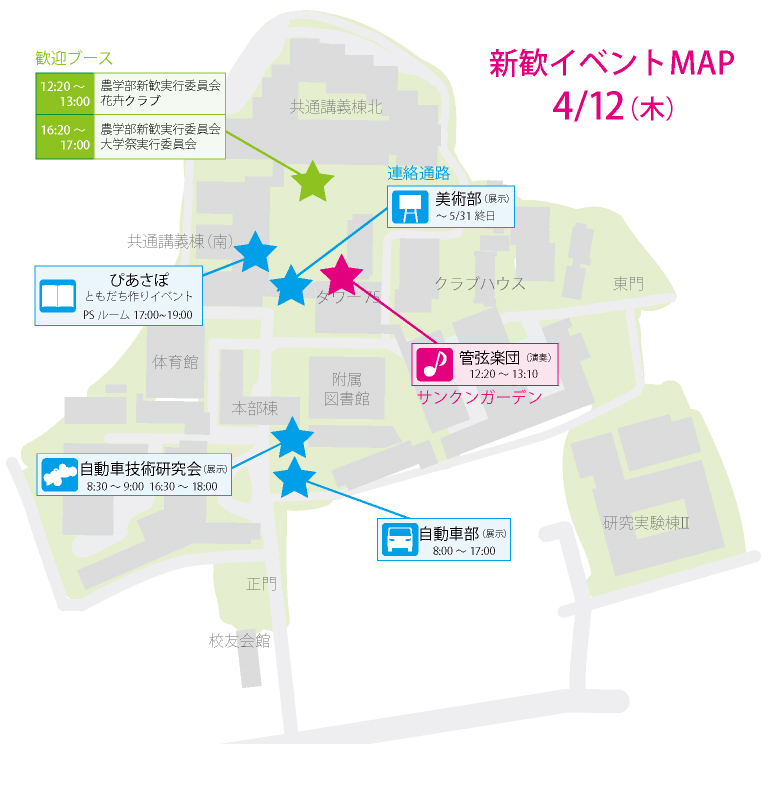 新歓イベントMAP
4/12(木)
歓迎ブース
12:20～
13:00
農学部新歓実行委員会
花卉クラブ
16:20～
17:00
農学部新歓実行委員会
大学祭実行委員会
共通講義棟北
連絡通路
美術部(展示)
～5/31 終日
共通講義棟(南)
ぴあさぽ
ともだち作りイベント
PSルーム 17:00~19:00
タワー75
クラブハウス
東門
体育館
管弦楽団(演奏)
12:20～13:10
サンクンガーデン
附属
図書館
本部棟
自動車技術研究会(展示)
8:30～9:00 16:30～18:00
自動車部(展示)
8:00～17:00
研究実験棟II
正門
校友会館